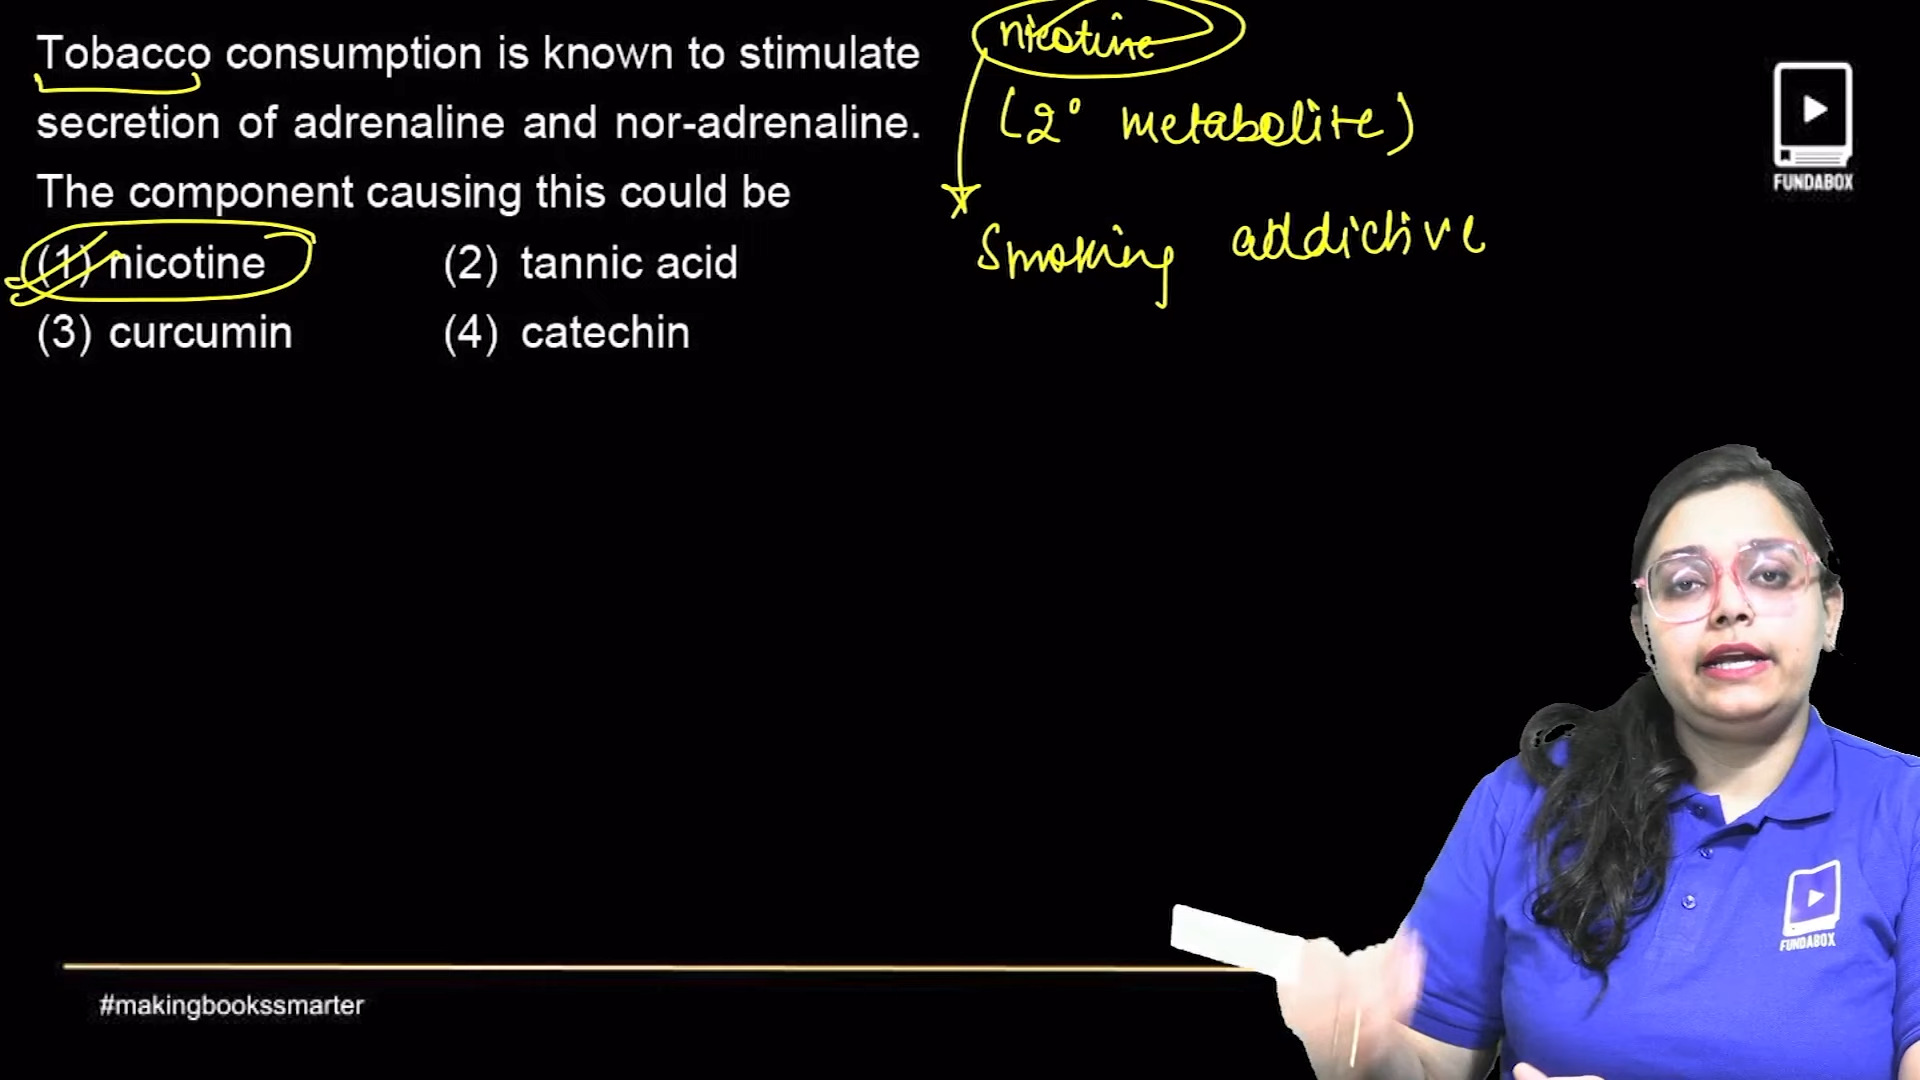 Tobacco consumption is known to stimulate
secretion of adrenaline and nor-adrenaline.
The component causing this could be
(1) nicotine (2) tannic acid
(3) curcumin (4) catechin
nicotine
(2° metabolite)
Smoking addictive
FUNDABOX
FUNDABOX
#makingbookssmarter